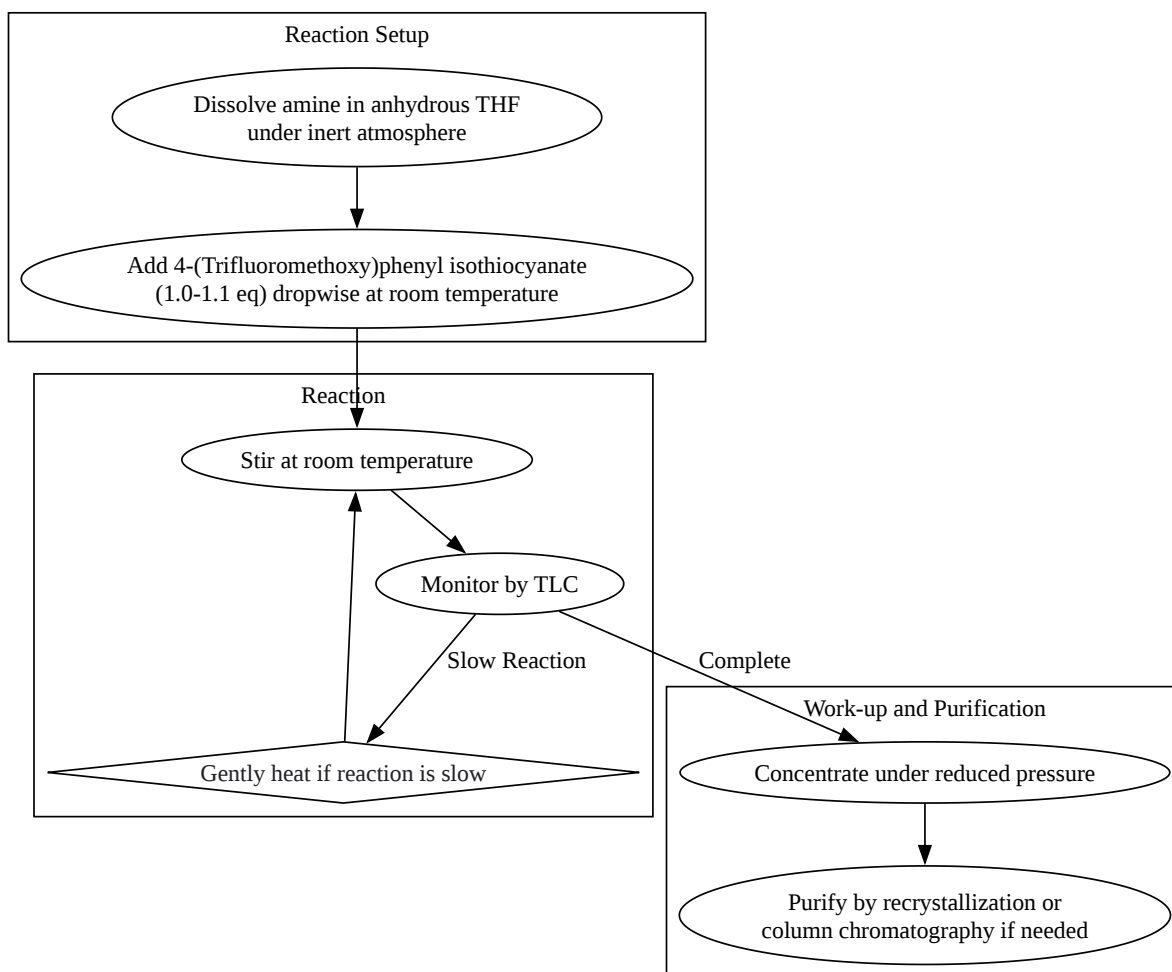 Reaction Setup
Dissolve amine in anhydrous THF
under inert atmosphere
Add 4-(Trifluoromethoxy)phenyl isothiocyanate
(1.0-1.1 eq) dropwise at room temperature
Reaction
Stir at room temperature
Monitor by TLC
Slow Reaction
Complete
Gently heat if reaction is slow
Work-up and Purification
Concentrate under reduced pressure
Purify by recrystallization or
column chromatography if needed